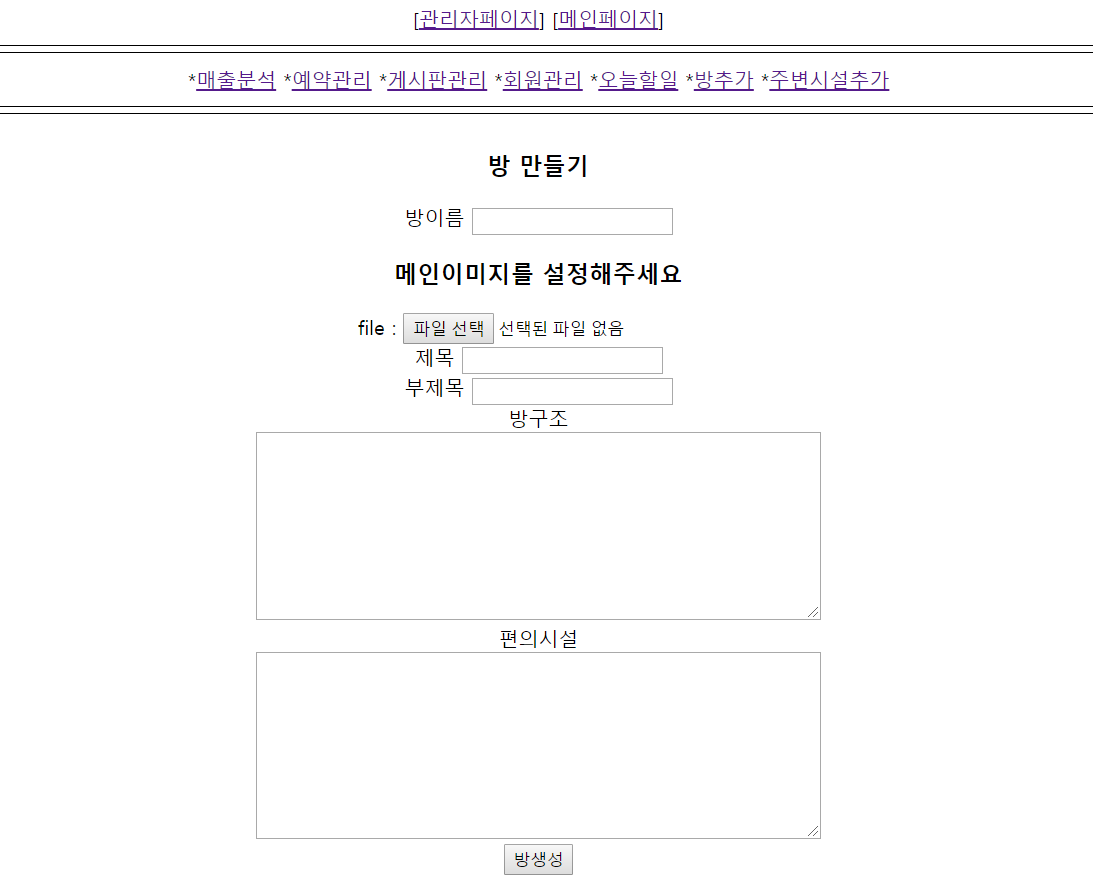 [관리자페이지] [메인페이지]
*매출분석 *예약관리 *게시판관리 *회원관리 *오늘할일 *방추가 *주변시설추가
방 만들기
방이름
메인이미지를 설정해주세요
file : 파일 선택 선택된 파일 없음
제목
부제목
방구조
편의시설
방생성